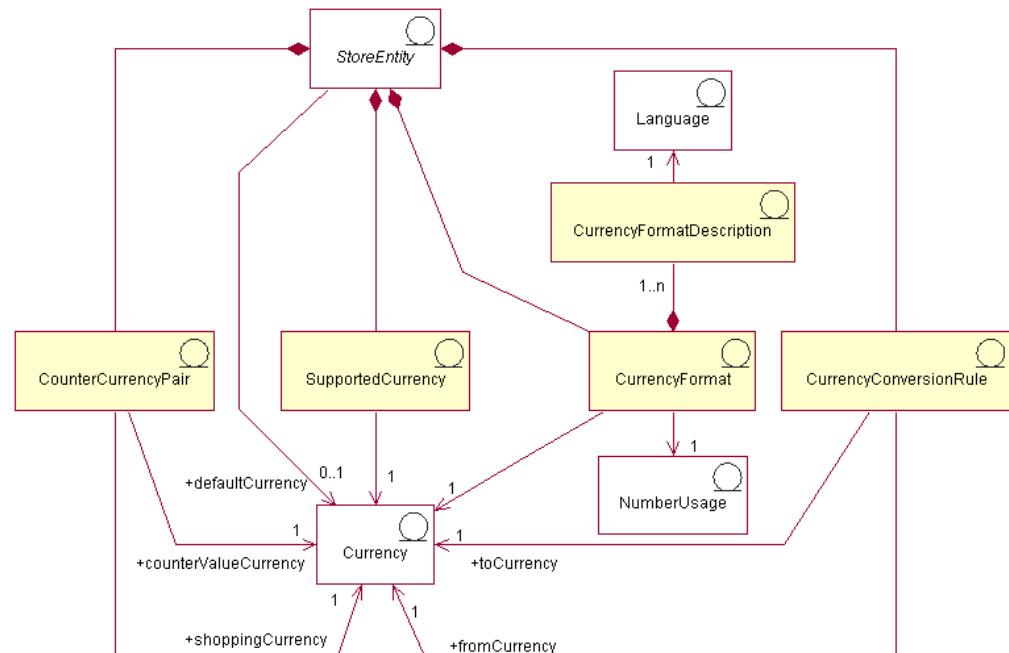 StoreEntity
Language
1
CurrencyFormatDescription
1..n
CounterCurrencyPair
SupportedCurrency
CurrencyFormat
CurrencyConversionRule
1
+defaultCurrency
0..1
1
1
NumberUsage
1
Currency
1
+counterValueCurrency
+toCurrency
1
1
+shoppingCurrency
+fromCurrency